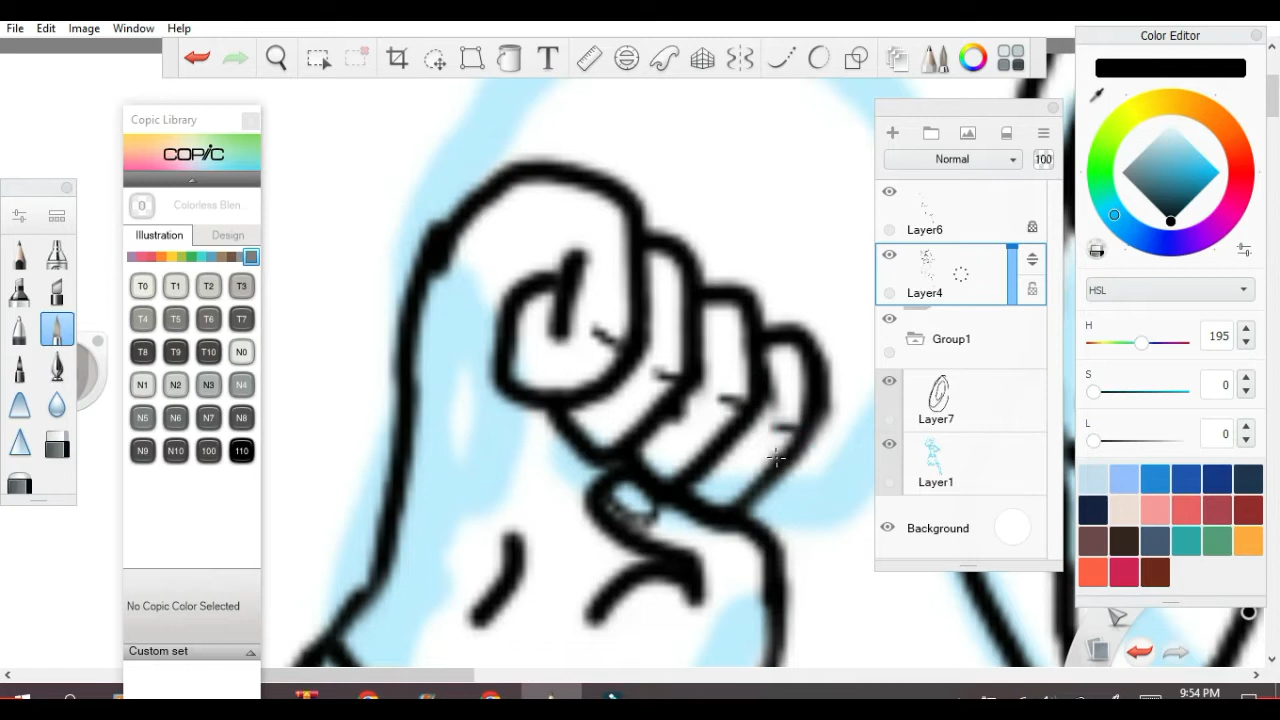 File Edit Image Window Help
T
Copic Library
COPIC
0 Colorless Blen...
Illustration Design
T0 T1 T2 T3
T4 T5 T6 T7
T8 T9 T10 N0
N1 N2 N3 N4
N5 N6 N7 N8
N9 N10 100 110
No Copic Color Selected
Custom set
Normal 100
Layer6
Layer4
Group1
Layer7
Layer1
Background
Color Editor
HSL
H 195
S 0
L 0
9:54 PM